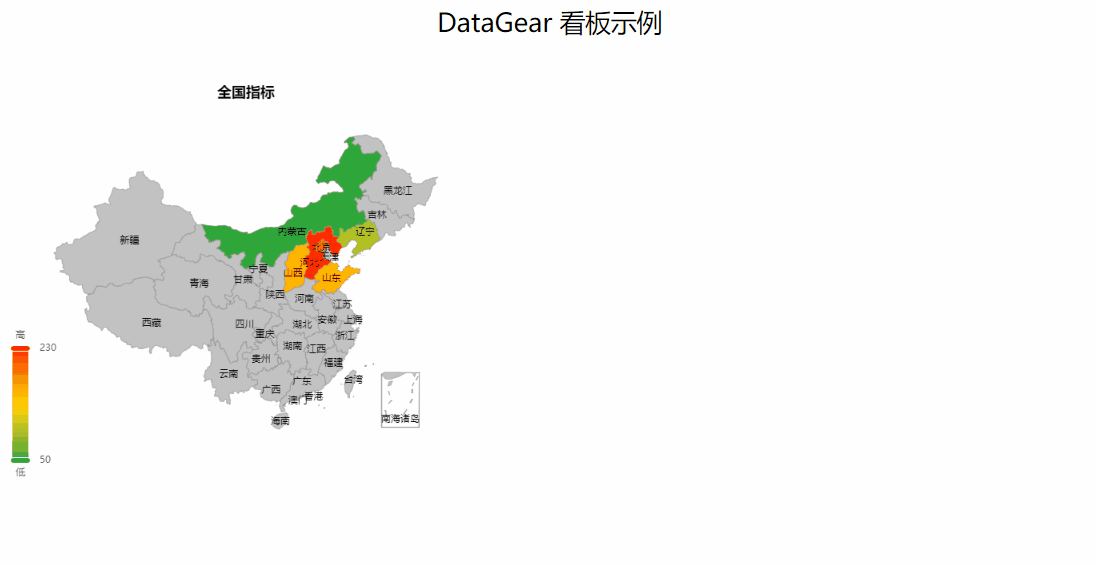 DataGear 看板示例
全国指标
黑龙江
吉林
内蒙古
辽宁
新疆
北京
天津
河北
宁夏
山西
山东
甘肃
青海
陕西
河南
江苏
西藏
四川
湖北
安徽
上海
重庆
浙江
湖南
江西
贵州
福建
云南
广东
台湾
广西
香港
澳门
海南
南海诸岛
高
230
50
低